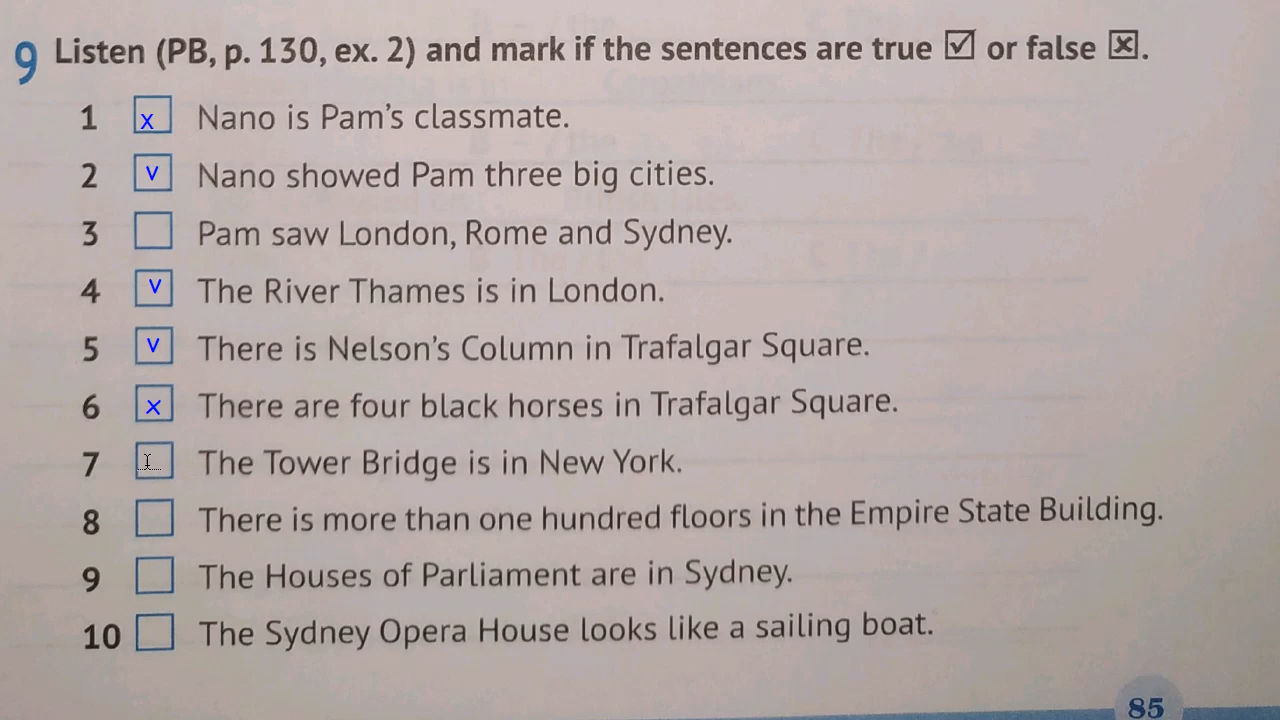 9 Listen (PB, p. 130, ex. 2) and mark if the sentences are true ☑ or false ☒.
1 x Nano is Pam's classmate.
2 v Nano showed Pam three big cities.
3 Pam saw London, Rome and Sydney.
4 v The River Thames is in London.
5 v There is Nelson's Column in Trafalgar Square.
6 x There are four black horses in Trafalgar Square.
7 The Tower Bridge is in New York.
8 There is more than one hundred floors in the Empire State Building.
9 The Houses of Parliament are in Sydney.
10 The Sydney Opera House looks like a sailing boat.
85